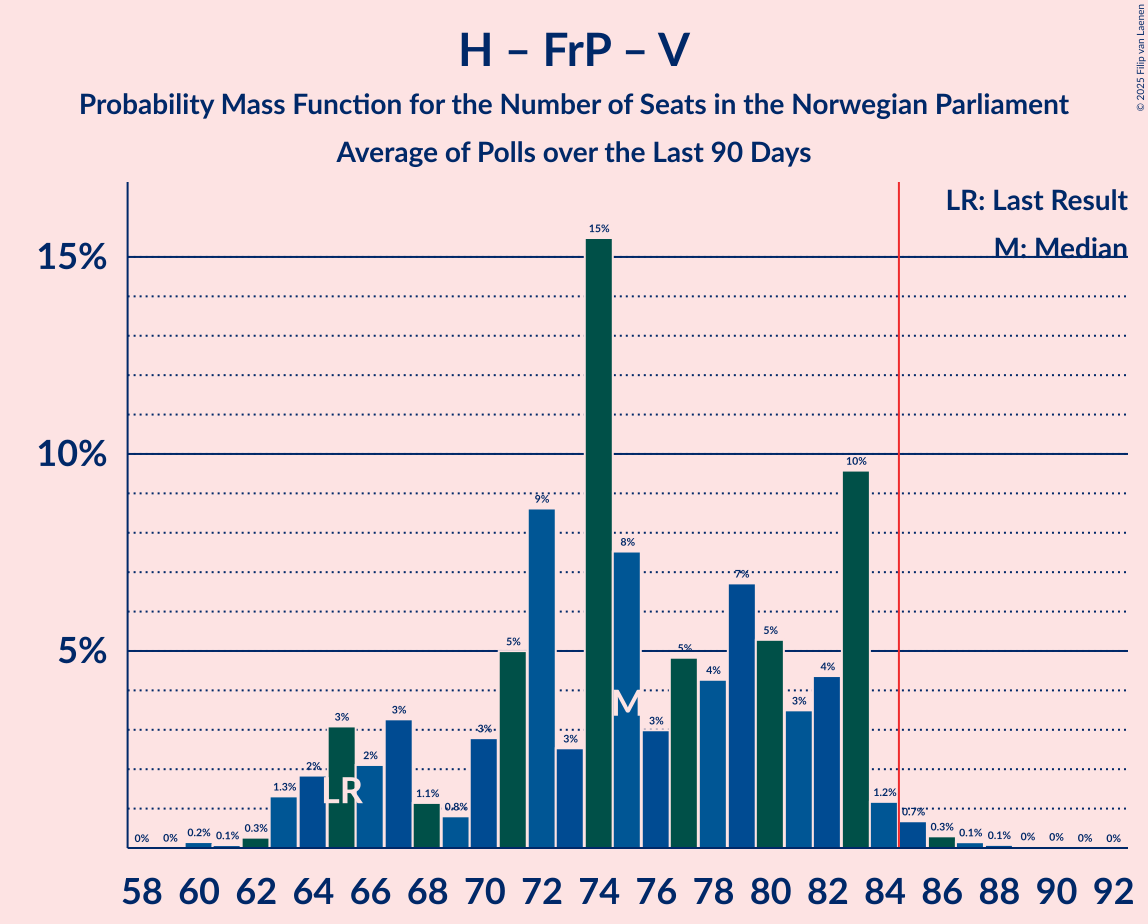 H – FrP – V
Probability Mass Function for the Number of Seats in the Norwegian Parliament
Average of Polls over the Last 90 Days
© 2025 Filip van Laenen
LR: Last Result
M: Median
15%
10%
5%
0% 0% 0.2% 0.1% 0.3% 1.3% 2% 3% 2% 3% 1.1% 0.8% 3% 5% 9% 3% 15% 8% 3% 5% 4% 7% 5% 3% 4% 10% 1.2% 0.7% 0.3% 0.1% 0.1% 0% 0% 0% 0%
LR M
58 60 62 64 66 68 70 72 74 76 78 80 82 84 86 88 90 92